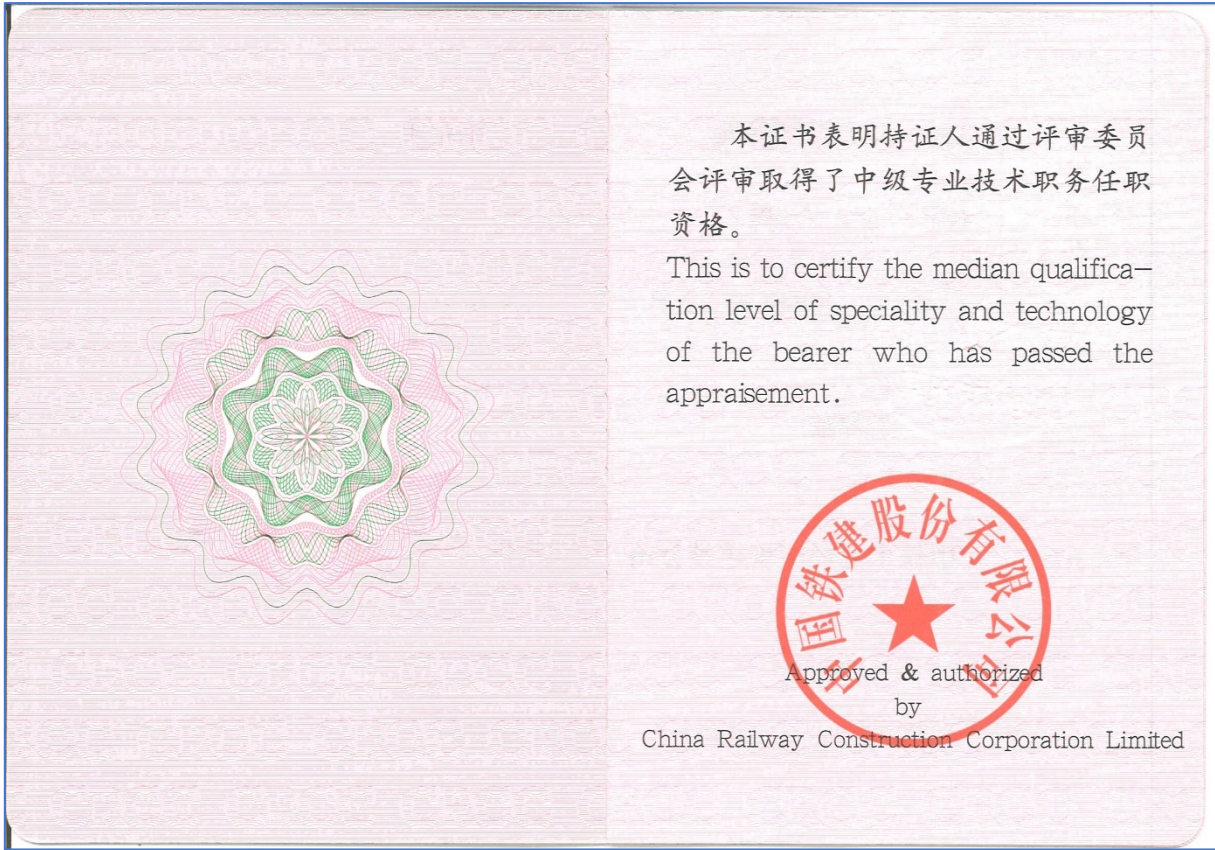 本证书表明持证人通过评审委员
会评审取得了中级专业技术职务任职
资格。
This is to certify the median qualifica-
tion level of speciality and technology
of the bearer who has passed the
appraisement.
中国铁建股份有限公司
Approved & authorized
by
China Railway Construction Corporation Limited